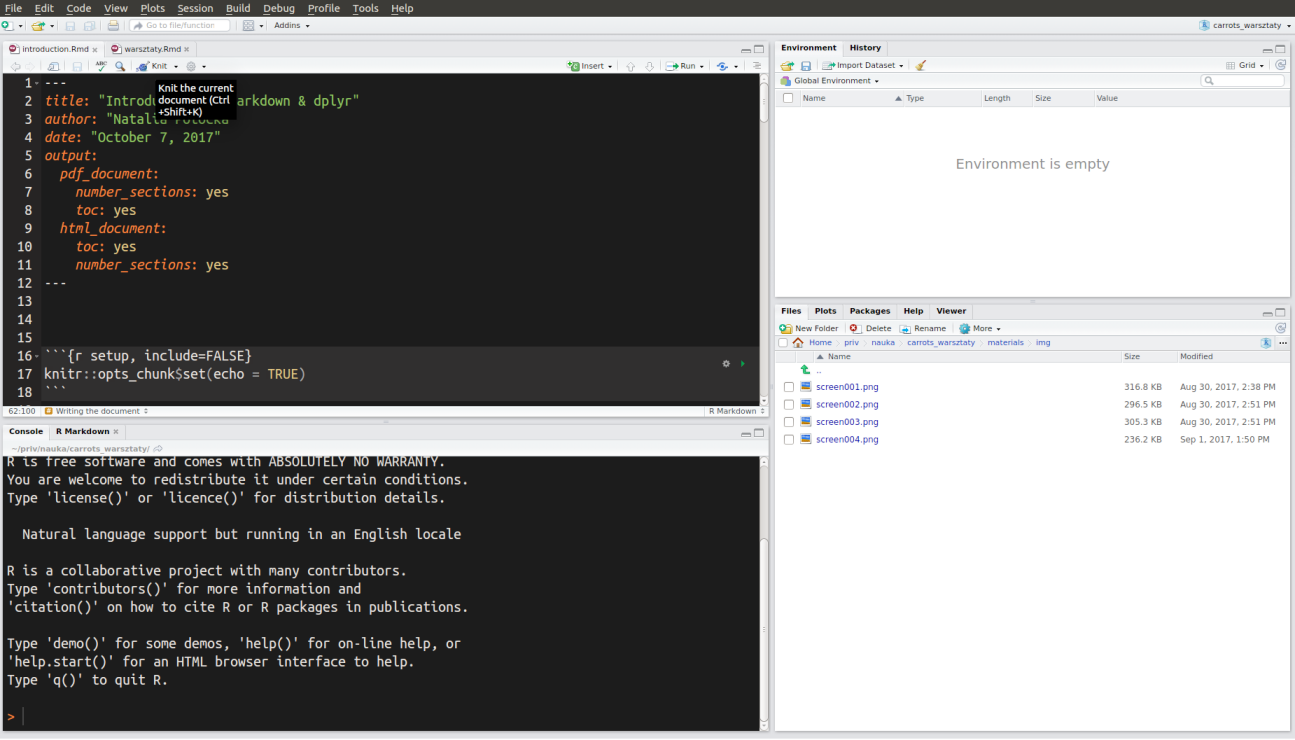 File Edit Code View Plots Session Build Debug Profile Tools Help
Go to file/function Addins carrots_warsztaty
introduction.Rmd × warsztaty.Rmd ×
ABC Knit Insert Run
Knit the current
document (Ctrl
+Shift+K)
1 ---
2 title: "Introdu arkdown & dplyr"
3 author: "Natalia Potocka"
4 date: "October 7, 2017"
5 output:
6 pdf_document:
7 number_sections: yes
8 toc: yes
9 html_document:
10 toc: yes
11 number_sections: yes
12 ---
13
14
15
16 ```{r setup, include=FALSE}
17 knitr::opts_chunk$set(echo = TRUE)
18 ```
62:100 Writing the document R Markdown
Console R Markdown ×
~/priv/nauka/carrots_warsztaty/
R is free software and comes with ABSOLUTELY NO WARRANTY.
You are welcome to redistribute it under certain conditions.
Type 'license()' or 'licence()' for distribution details.
Natural language support but running in an English locale
R is a collaborative project with many contributors.
Type 'contributors()' for more information and
'citation()' on how to cite R or R packages in publications.
Type 'demo()' for some demos, 'help()' for on-line help, or
'help.start()' for an HTML browser interface to help.
Type 'q()' to quit R.
>
Environment History
Import Dataset Grid
Global Environment
Name Type Length Size Value
Environment is empty
Files Plots Packages Help Viewer
New Folder Delete Rename More
Home priv nauka carrots_warsztaty materials img ...
Name Size Modified
..
screen001.png 316.8 KB Aug 30, 2017, 2:38 PM
screen002.png 296.5 KB Aug 30, 2017, 2:51 PM
screen003.png 305.3 KB Aug 30, 2017, 2:51 PM
screen004.png 236.2 KB Sep 1, 2017, 1:50 PM